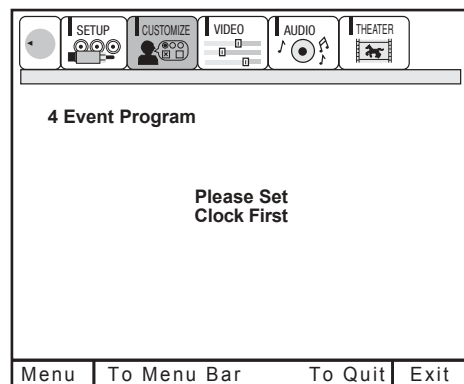 SETUP CUSTOMIZE VIDEO AUDIO THEATER
4 Event Program
Please Set
Clock First
Menu To Menu Bar To Quit Exit